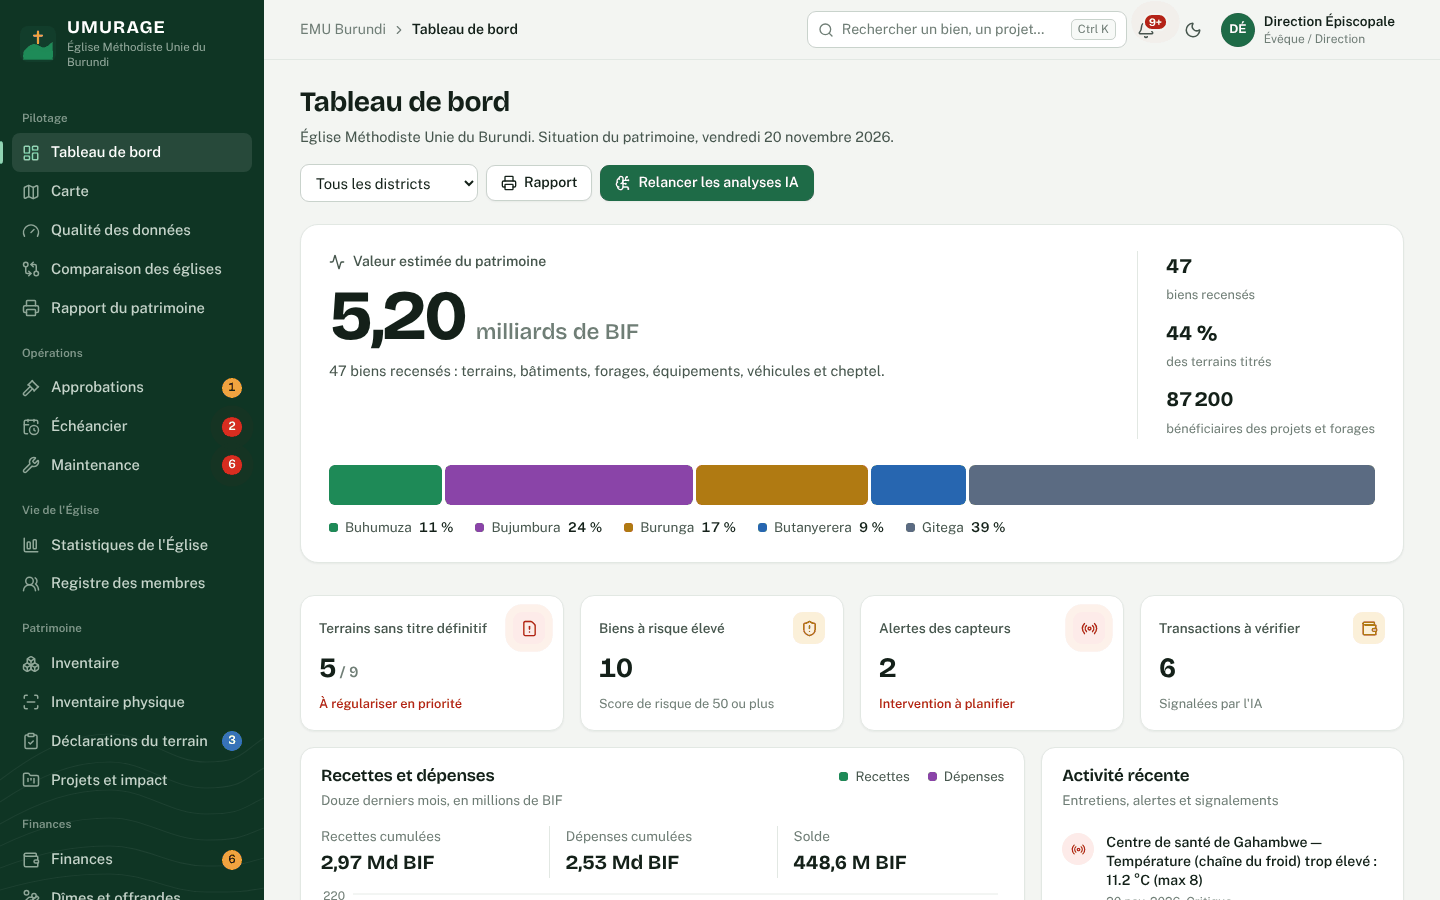 UMURAGE
Église Méthodiste Unie du
Burundi
Pilotage
Tableau de bord
Carte
Qualité des données
Comparaison des églises
Rapport du patrimoine
Opérations
Approbations 1
Échéancier 2
Maintenance 6
Vie de l'Église
Statistiques de l'Église
Registre des membres
Patrimoine
Inventaire
Inventaire physique
Déclarations du terrain 3
Projets et impact
Finances
Finances 6
Dîmes et offrandes
EMU Burundi > Tableau de bord
Rechercher un bien, un projet... Ctrl K
9+
DÉ
Direction Épiscopale
Évêque / Direction
Tableau de bord
Église Méthodiste Unie du Burundi. Situation du patrimoine, vendredi 20 novembre 2026.
Tous les districts
Rapport
Relancer les analyses IA
Valeur estimée du patrimoine
5,20 milliards de BIF
47 biens recensés : terrains, bâtiments, forages, équipements, véhicules et cheptel.
47
biens recensés
44 %
des terrains titrés
87 200
bénéficiaires des projets et forages
Buhumuza 11 % Bujumbura 24 % Burunga 17 % Butanyerera 9 % Gitega 39 %
Terrains sans titre définitif
5 / 9
À régulariser en priorité
Biens à risque élevé
10
Score de risque de 50 ou plus
Alertes des capteurs
2
Intervention à planifier
Transactions à vérifier
6
Signalées par l'IA
Recettes et dépenses
Recettes Dépenses
Douze derniers mois, en millions de BIF
Recettes cumulées
2,97 Md BIF
Dépenses cumulées
2,53 Md BIF
Solde
448,6 M BIF
220
Activité récente
Entretiens, alertes et signalements
Centre de santé de Gahambwe —
Température (chaîne du froid) trop élevé :
11.2 °C (max 8)